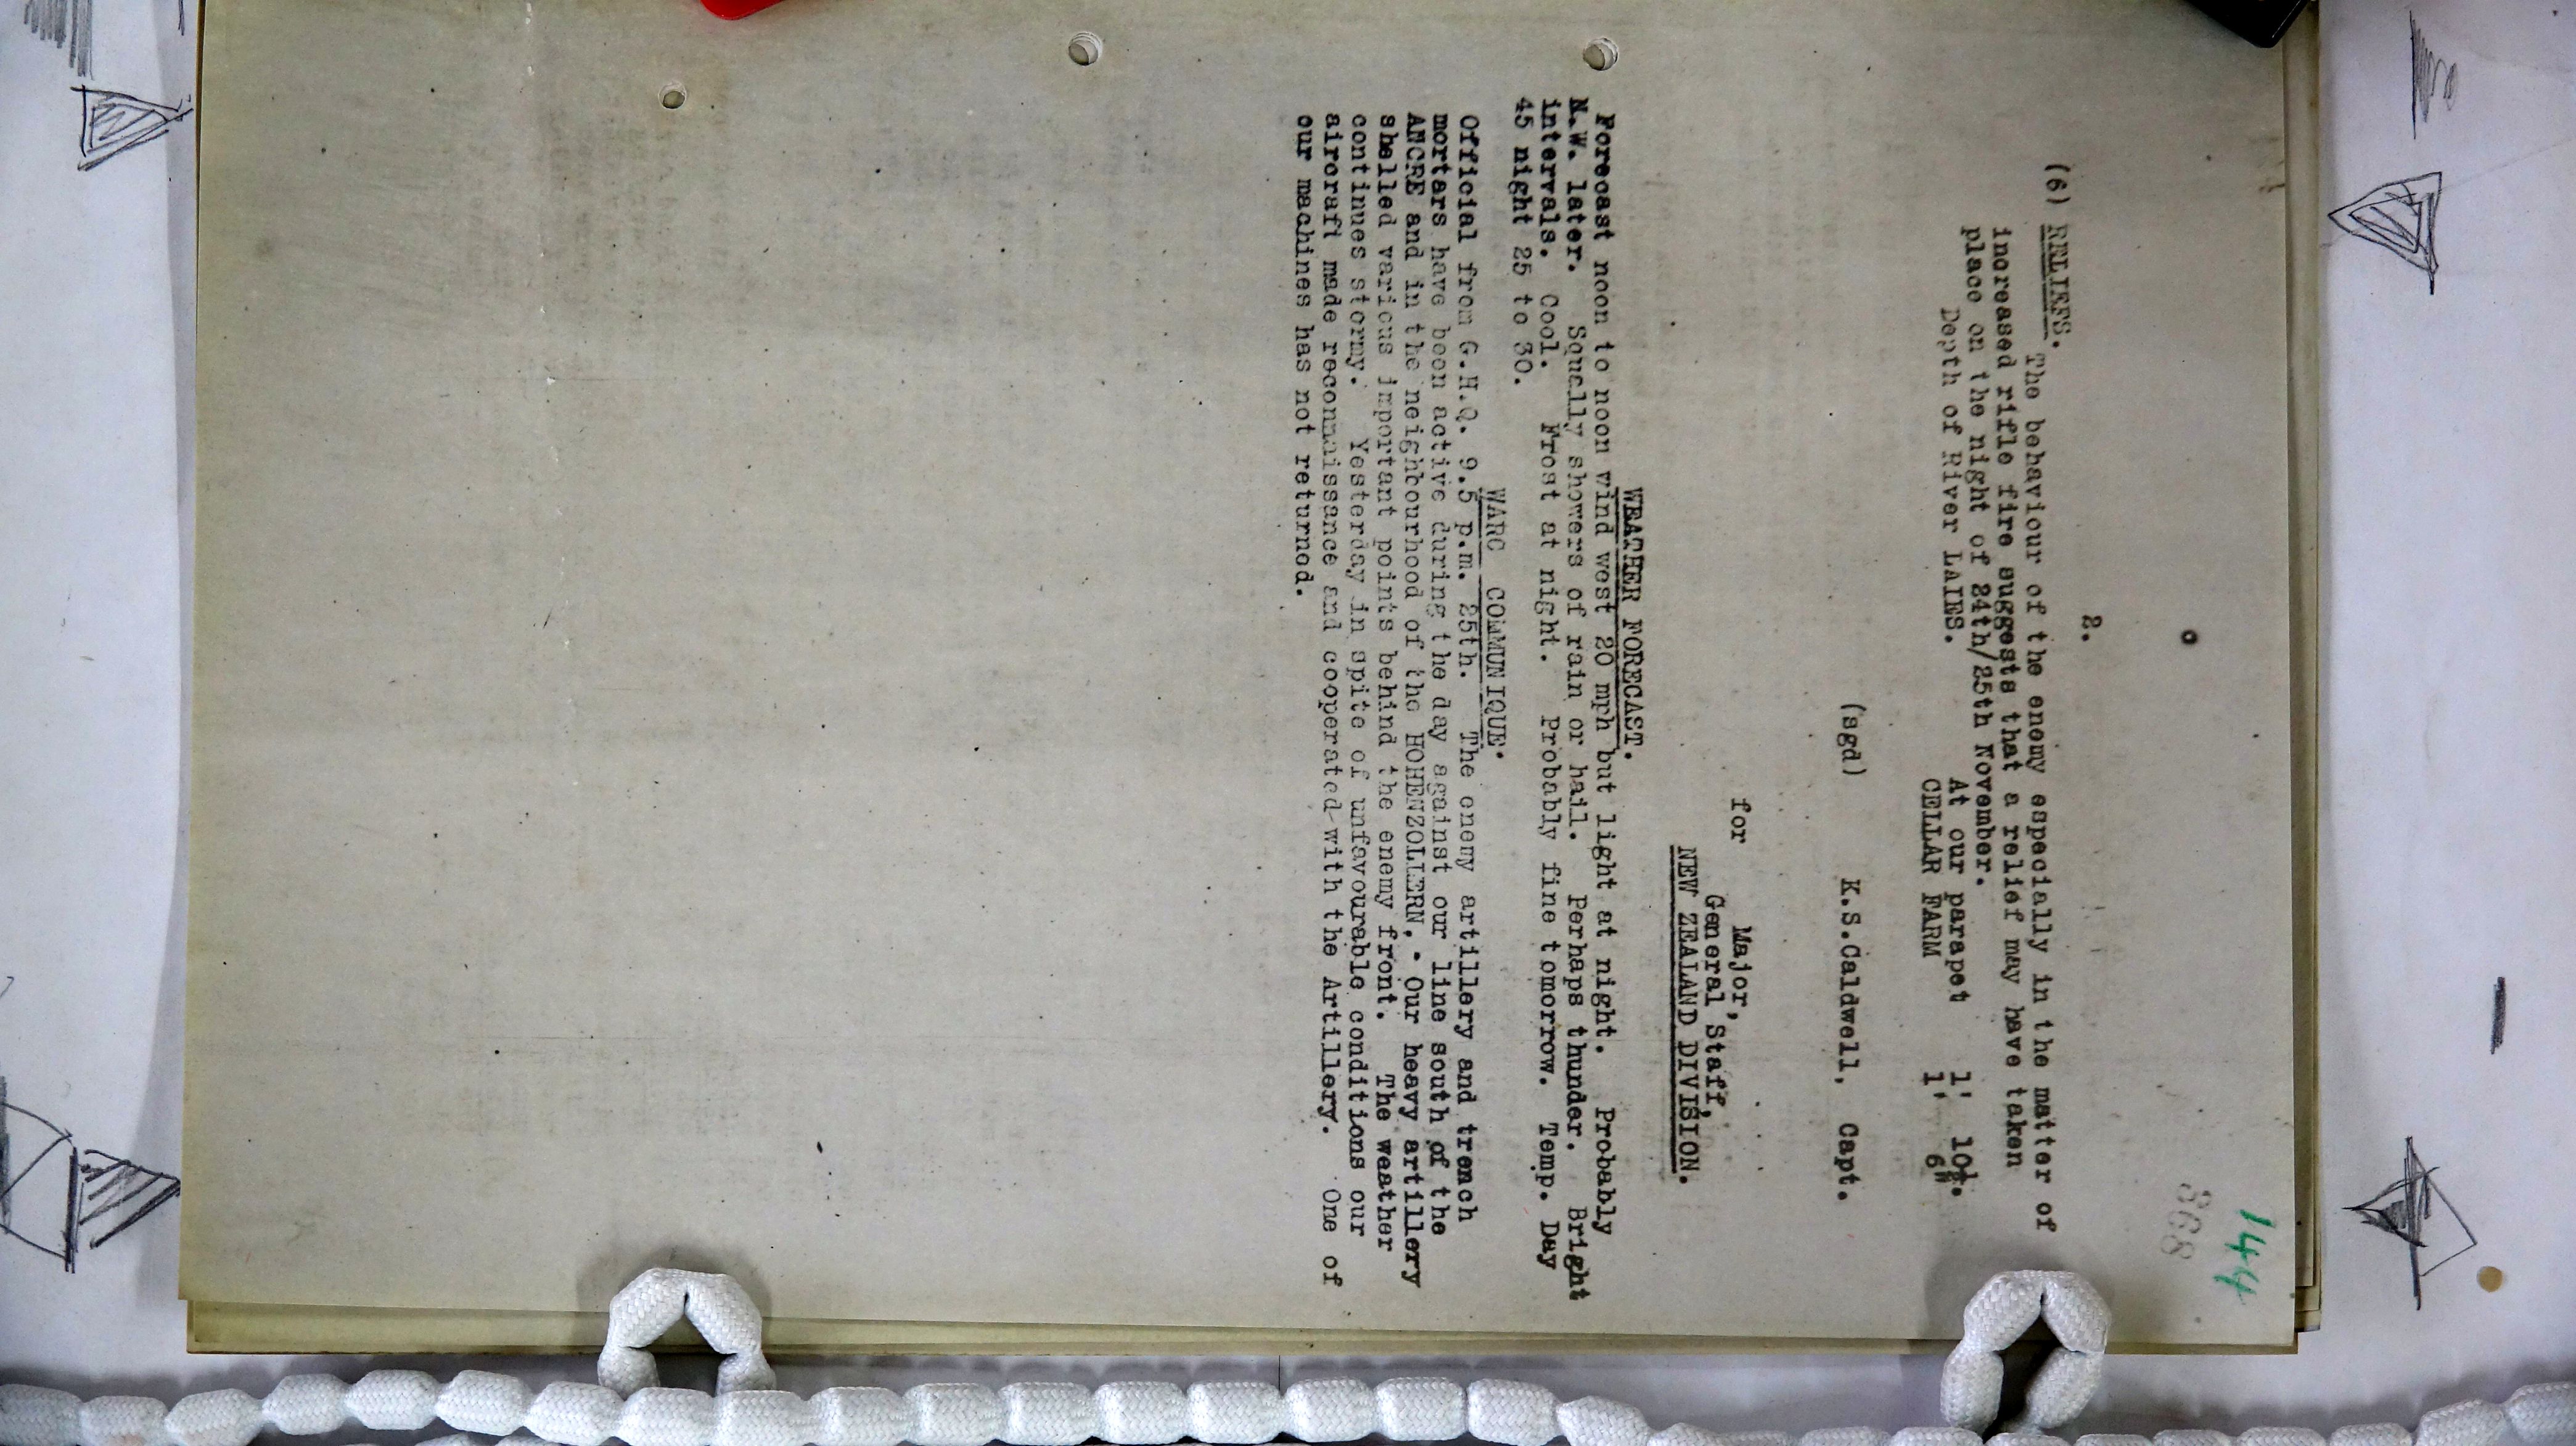 144
368
2.
(6) RELIEFS. The behaviour of the enemy especially in the matter of
increased rifle fire suggests that a relief may have taken
place on the night of 24th/25th November.
Depth of River LAIES. At our parapet 1' 10½.
CELLAR FARM 1' 6"
(sgd) K.S.Caldwell, Capt.
for Major,
General Staff,
NEW ZEALAND DIVISION.
WEATHER FORECAST.
Forecast noon to noon wind west 20 mph but light at night. Probably
N.W. later. Squally showers of rain or hail. Perhaps thunder. Bright
intervals. Cool. Frost at night. Probably fine tomorrow. Temp. Day
45 night 25 to 30.
WARC COMMUNIQUE.
Official from G.H.Q. 9.5 p.m. 25th. The enemy artillery and trench
mortars have been active during the day against our line south of the
ANCRE and in the neighbourhood of the HOHENZOLLERN. Our heavy artillery
shelled various important points behind the enemy front. The weather
continues stormy. Yesterday in spite of unfavourable conditions our
aircraft made reconnaissance and cooperated with the Artillery. One of
our machines has not returned.